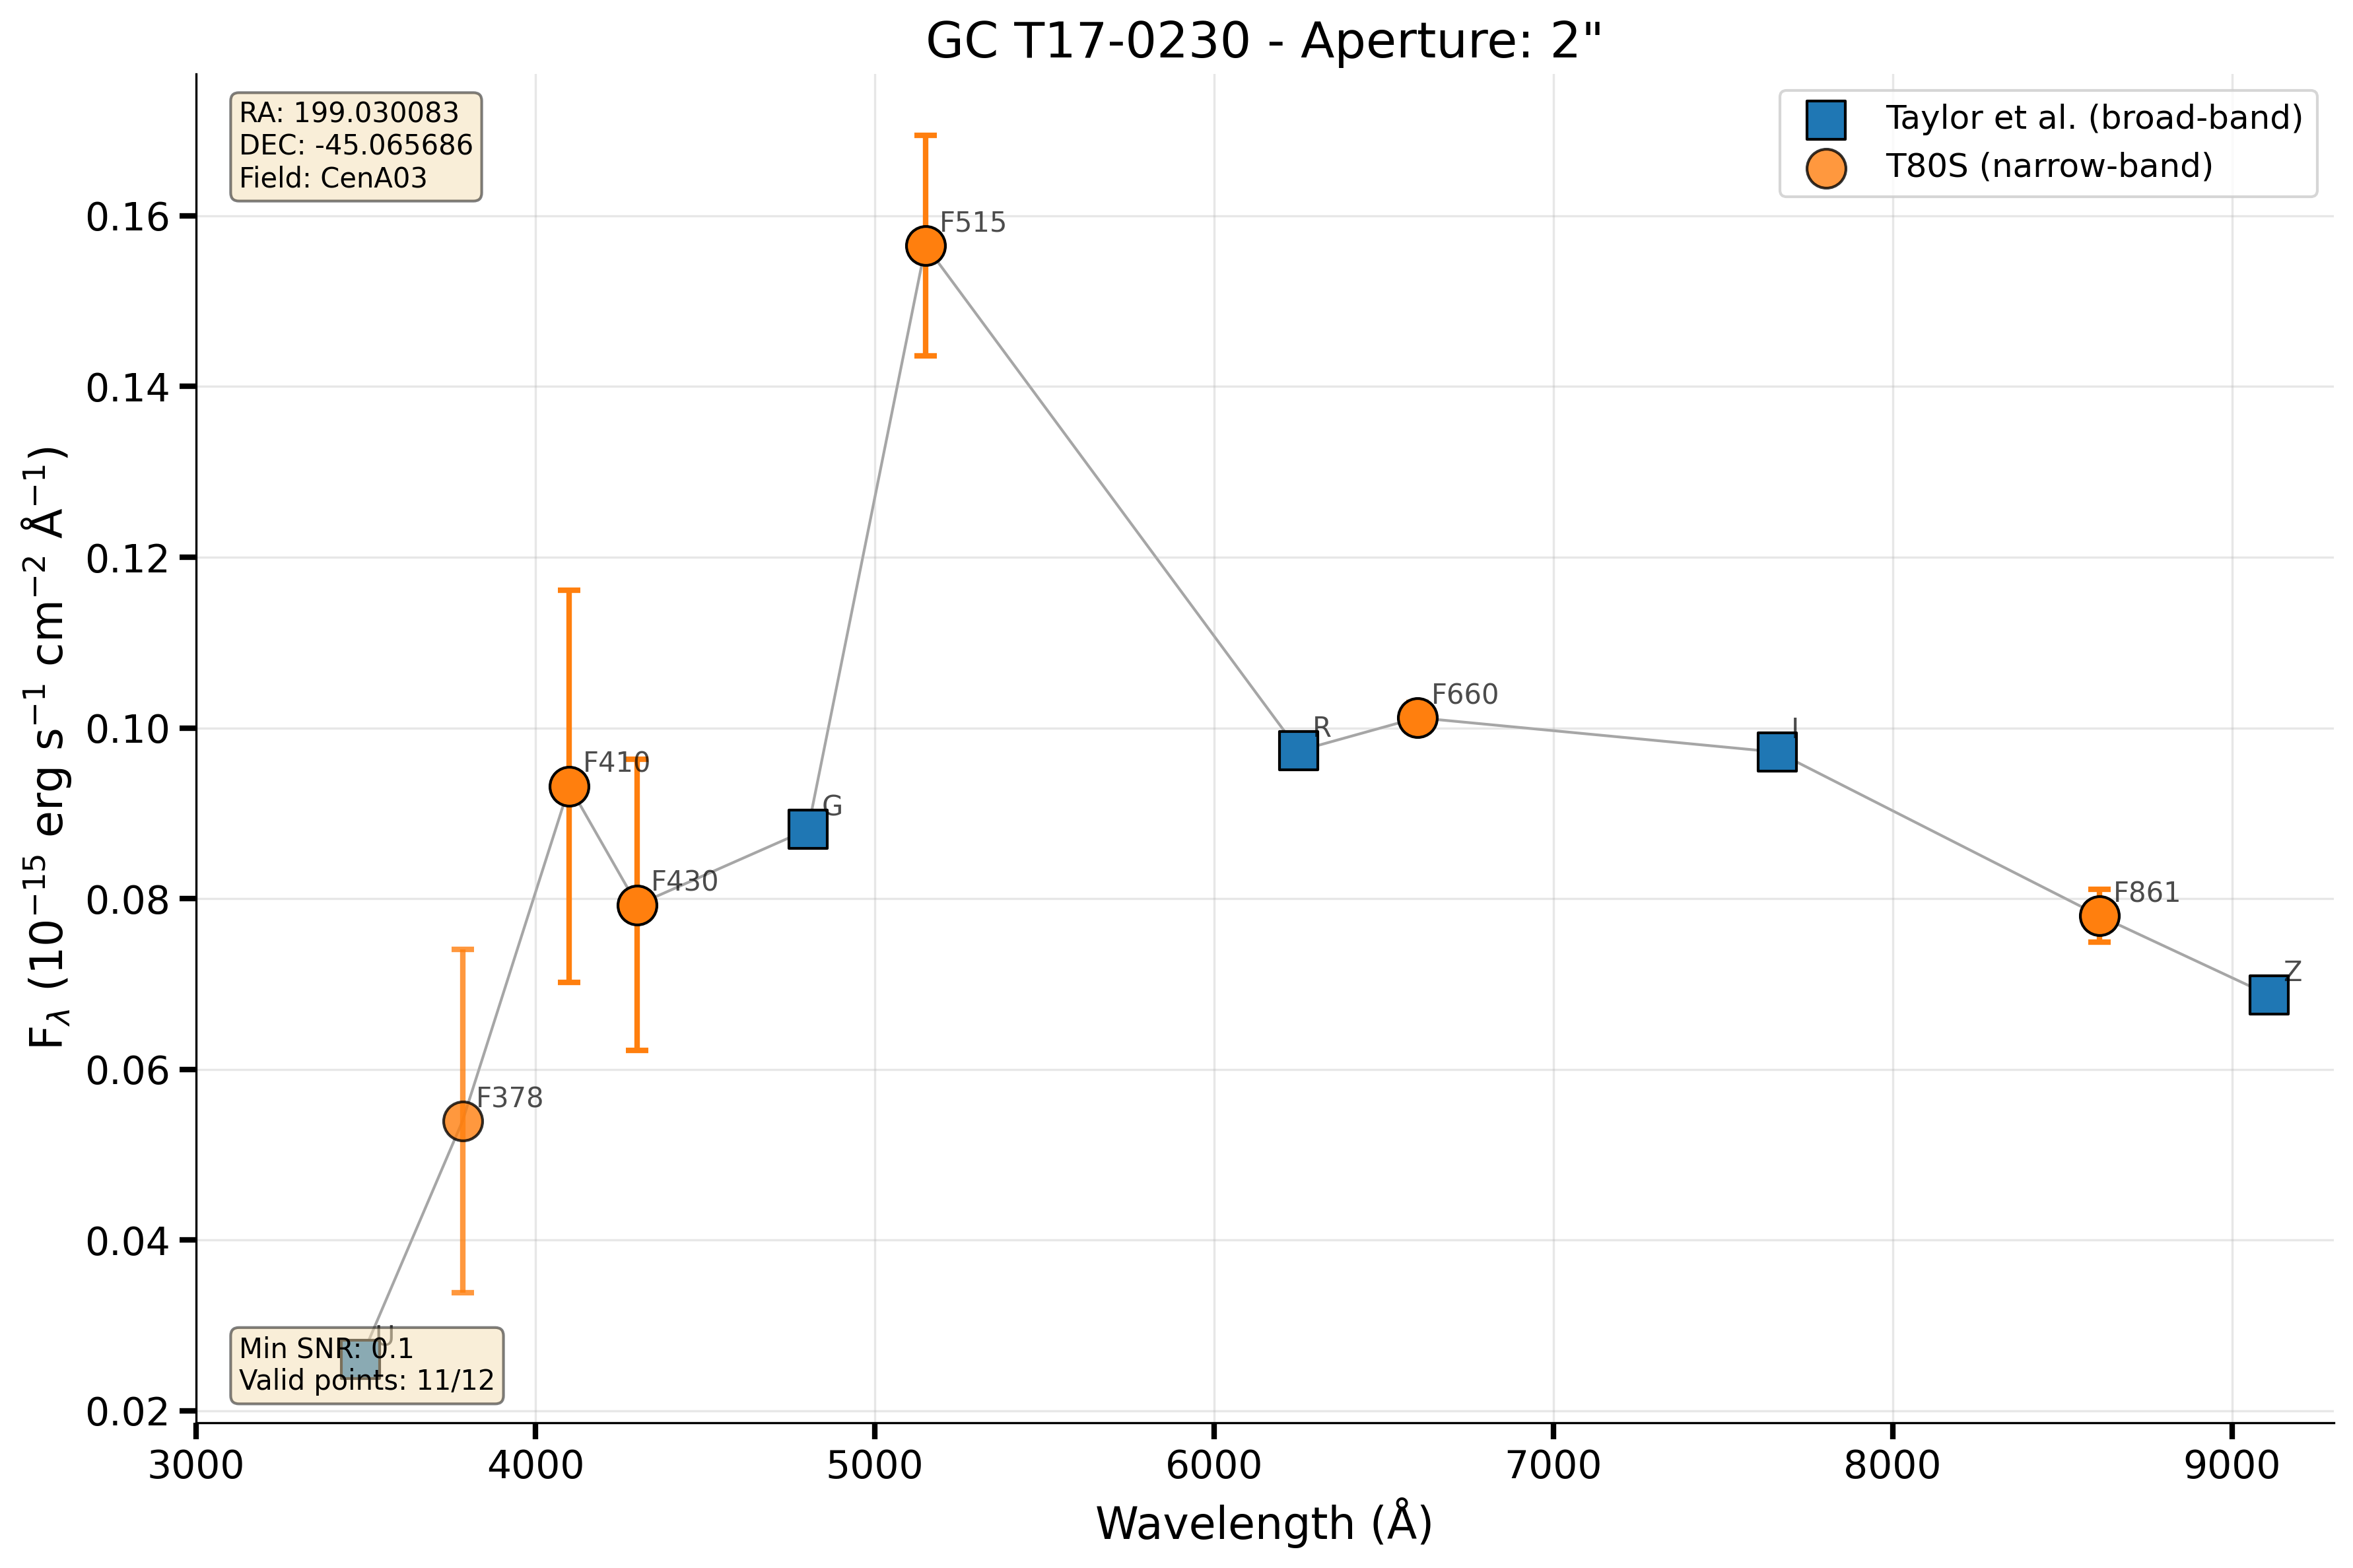 GC T17-0230 - Aperture: 2"
RA: 199.030083
DEC: -45.065686
Field: CenA03
Taylor et al. (broad-band)
T80S (narrow-band)
F515
F660
R
I
F410
G
F430
F861
Z
F378
U
Min SNR: 0.1
Valid points: 11/12
0.16
0.14
0.12
0.10
0.08
0.06
0.04
0.02
3000 4000 5000 6000 7000 8000 9000
Wavelength (Å)
Fλ (10⁻¹⁵ erg s⁻¹ cm⁻² Å⁻¹)